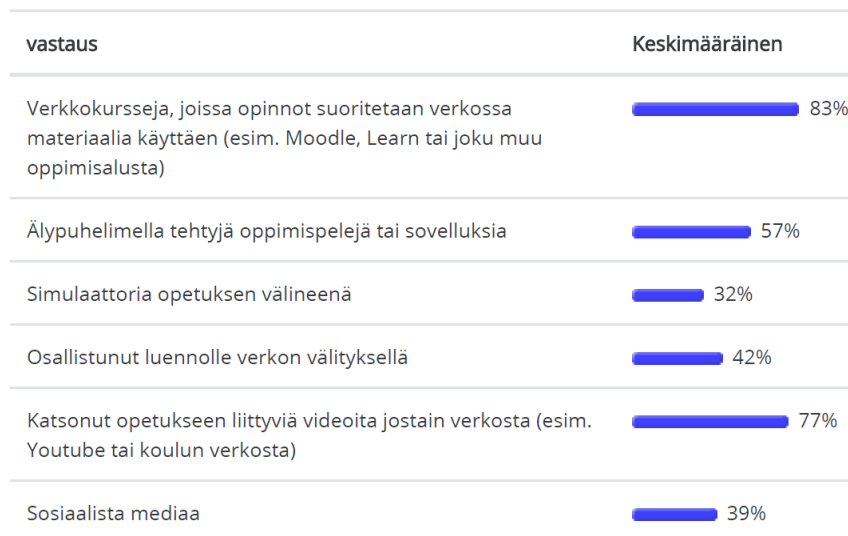 vastaus Keskimääräinen
Verkkokursseja, joissa opinnot suoritetaan verkossa 83%
materiaalia käyttäen (esim. Moodle, Learn tai joku muu
oppimisalusta)
Älypuhelimella tehtyjä oppimispelejä tai sovelluksia 57%
Simulaattoria opetuksen välineenä 32%
Osallistunut luennolle verkon välityksellä 42%
Katsonut opetukseen liittyviä videoita jostain verkosta (esim. 77%
Youtube tai koulun verkosta)
Sosiaalista mediaa 39%